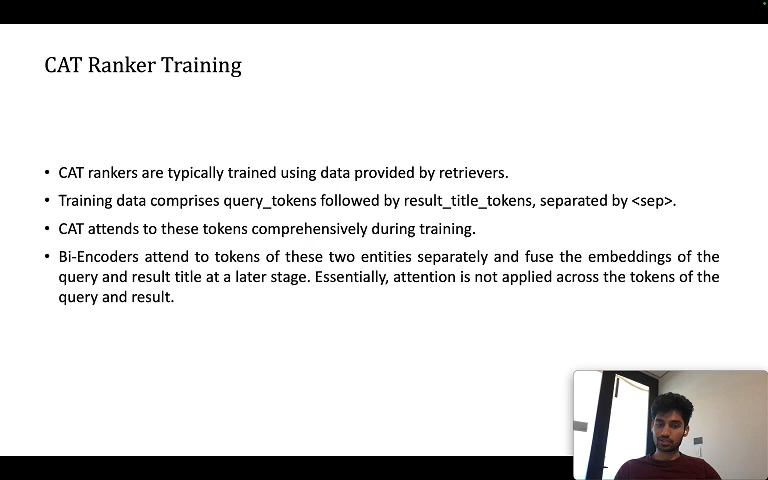 CAT Ranker Training
• CAT rankers are typically trained using data provided by retrievers.
• Training data comprises query_tokens followed by result_title_tokens, separated by <sep>.
• CAT attends to these tokens comprehensively during training.
• Bi-Encoders attend to tokens of these two entities separately and fuse the embeddings of the
query and result title at a later stage. Essentially, attention is not applied across the tokens of the
query and result.